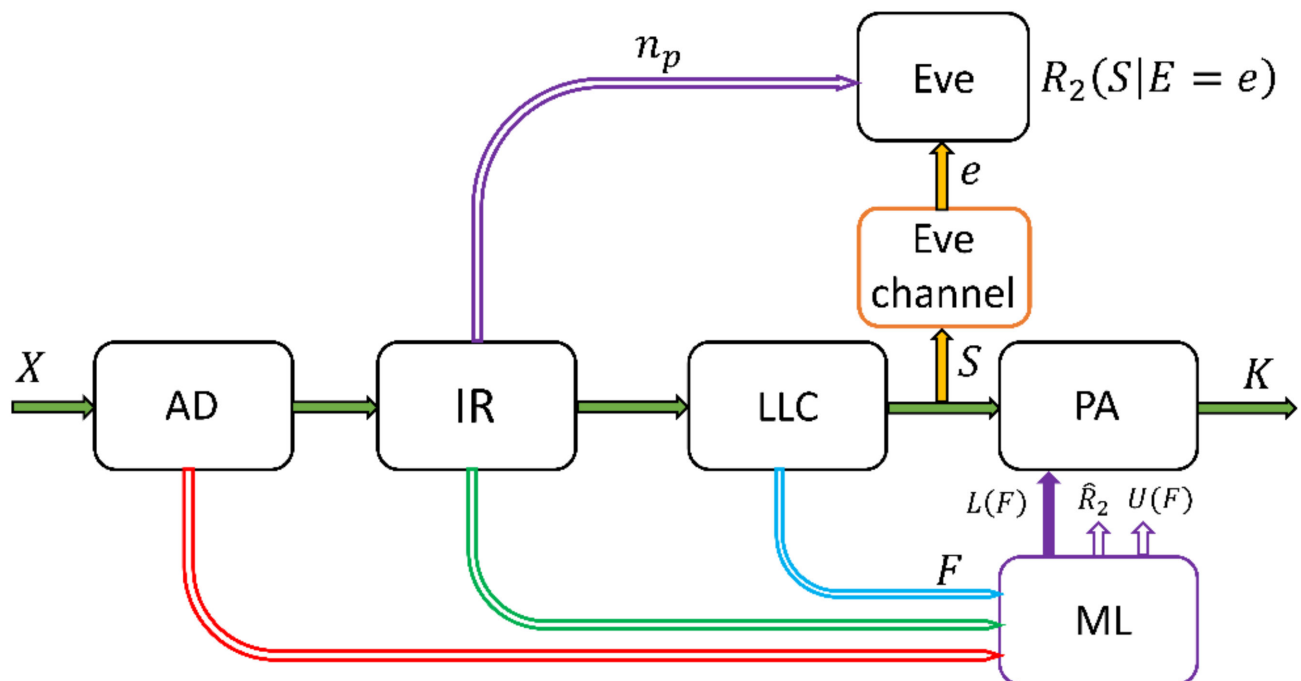 n_p
Eve
R_2(S|E = e)
e
Eve
channel
X
AD
IR
LLC
S
PA
K
L(F)
R̂_2
U(F)
F
ML